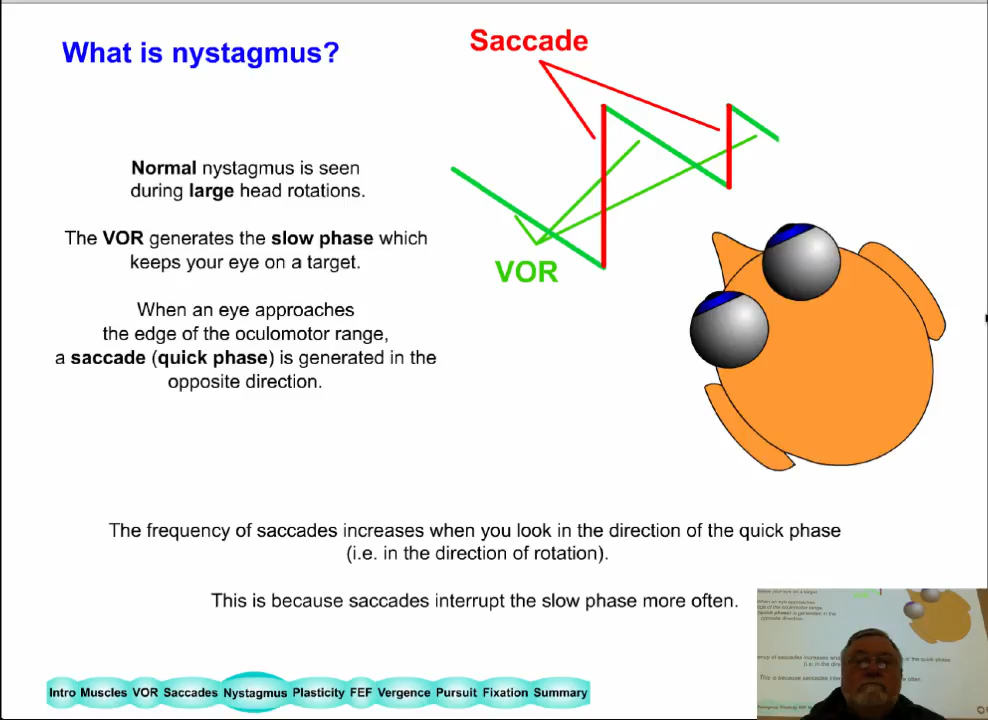 What is nystagmus?
Saccade
Normal nystagmus is seen
during large head rotations.
The VOR generates the slow phase which
keeps your eye on a target.
VOR
When an eye approaches
the edge of the oculomotor range,
a saccade (quick phase) is generated in the
opposite direction.
The frequency of saccades increases when you look in the direction of the quick phase
(i.e. in the direction of rotation).
This is because saccades interrupt the slow phase more often.
Intro Muscles VOR Saccades Nystagmus Plasticity FEF Vergence Pursuit Fixation Summary